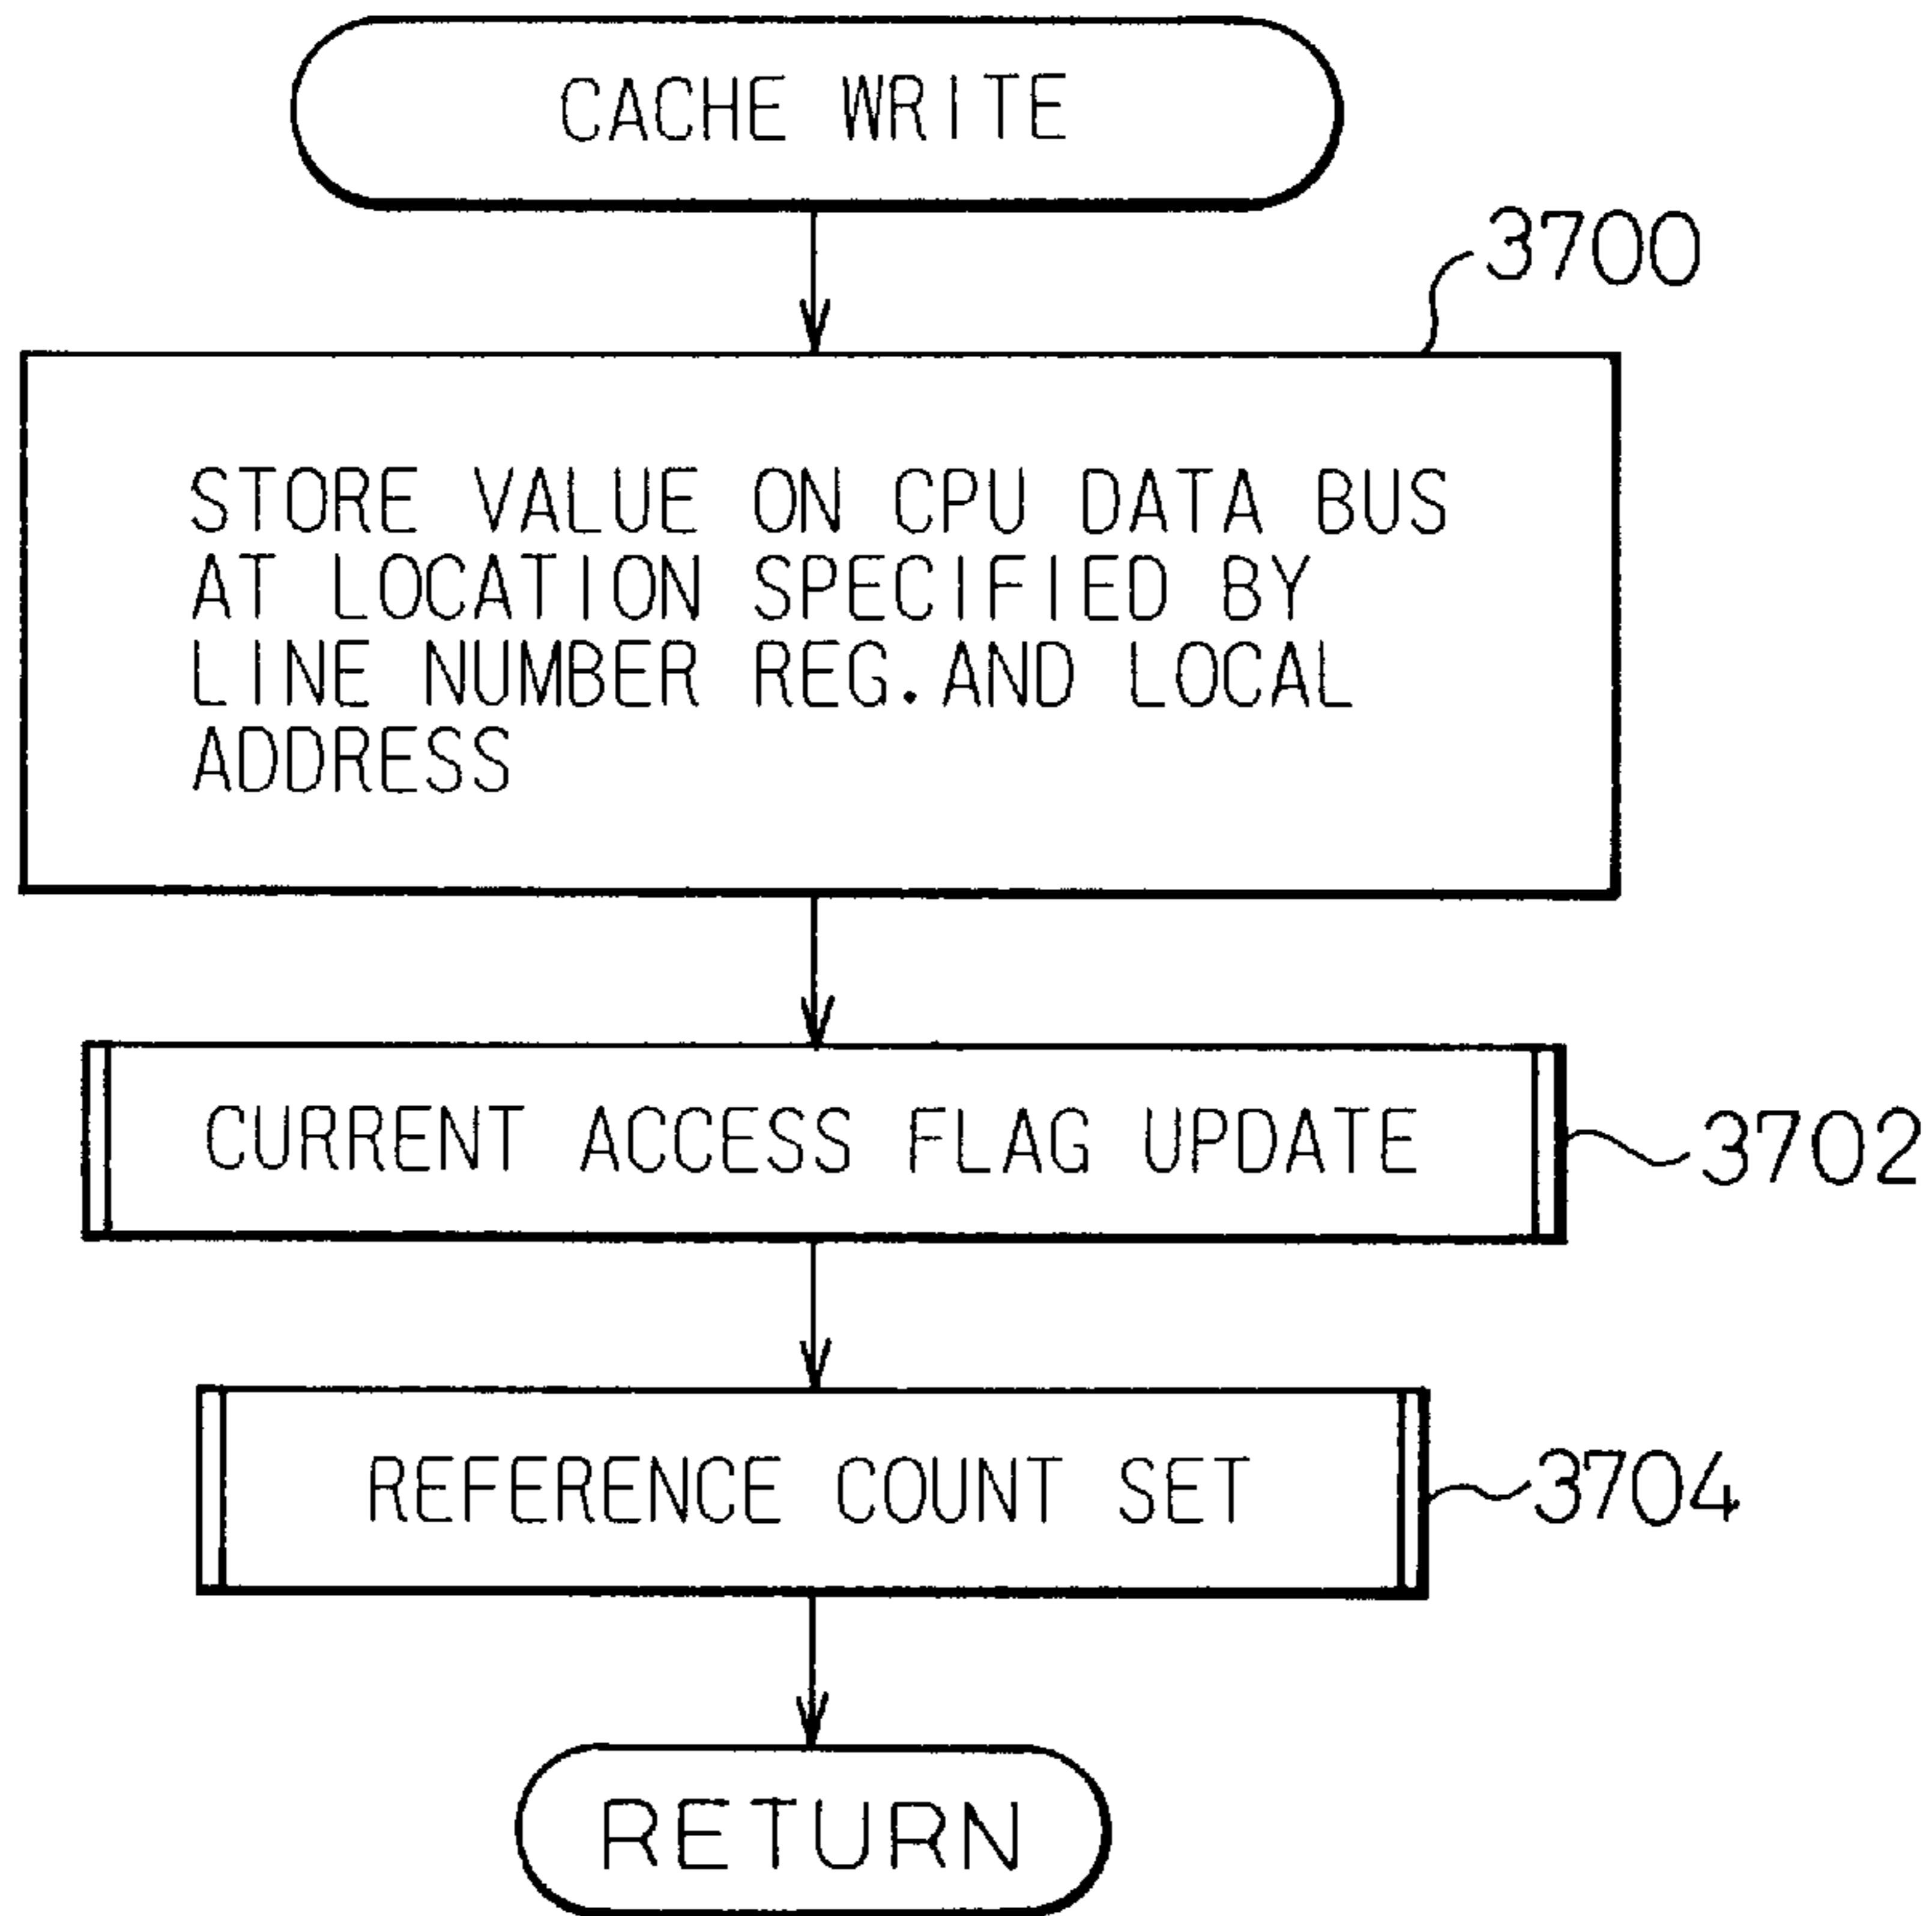 CACHE WRITE
3700
STORE VALUE ON CPU DATA BUS
AT LOCATION SPECIFIED BY
LINE NUMBER REG. AND LOCAL
ADDRESS
CURRENT ACCESS FLAG UPDATE
3702
REFERENCE COUNT SET
3704
RETURN